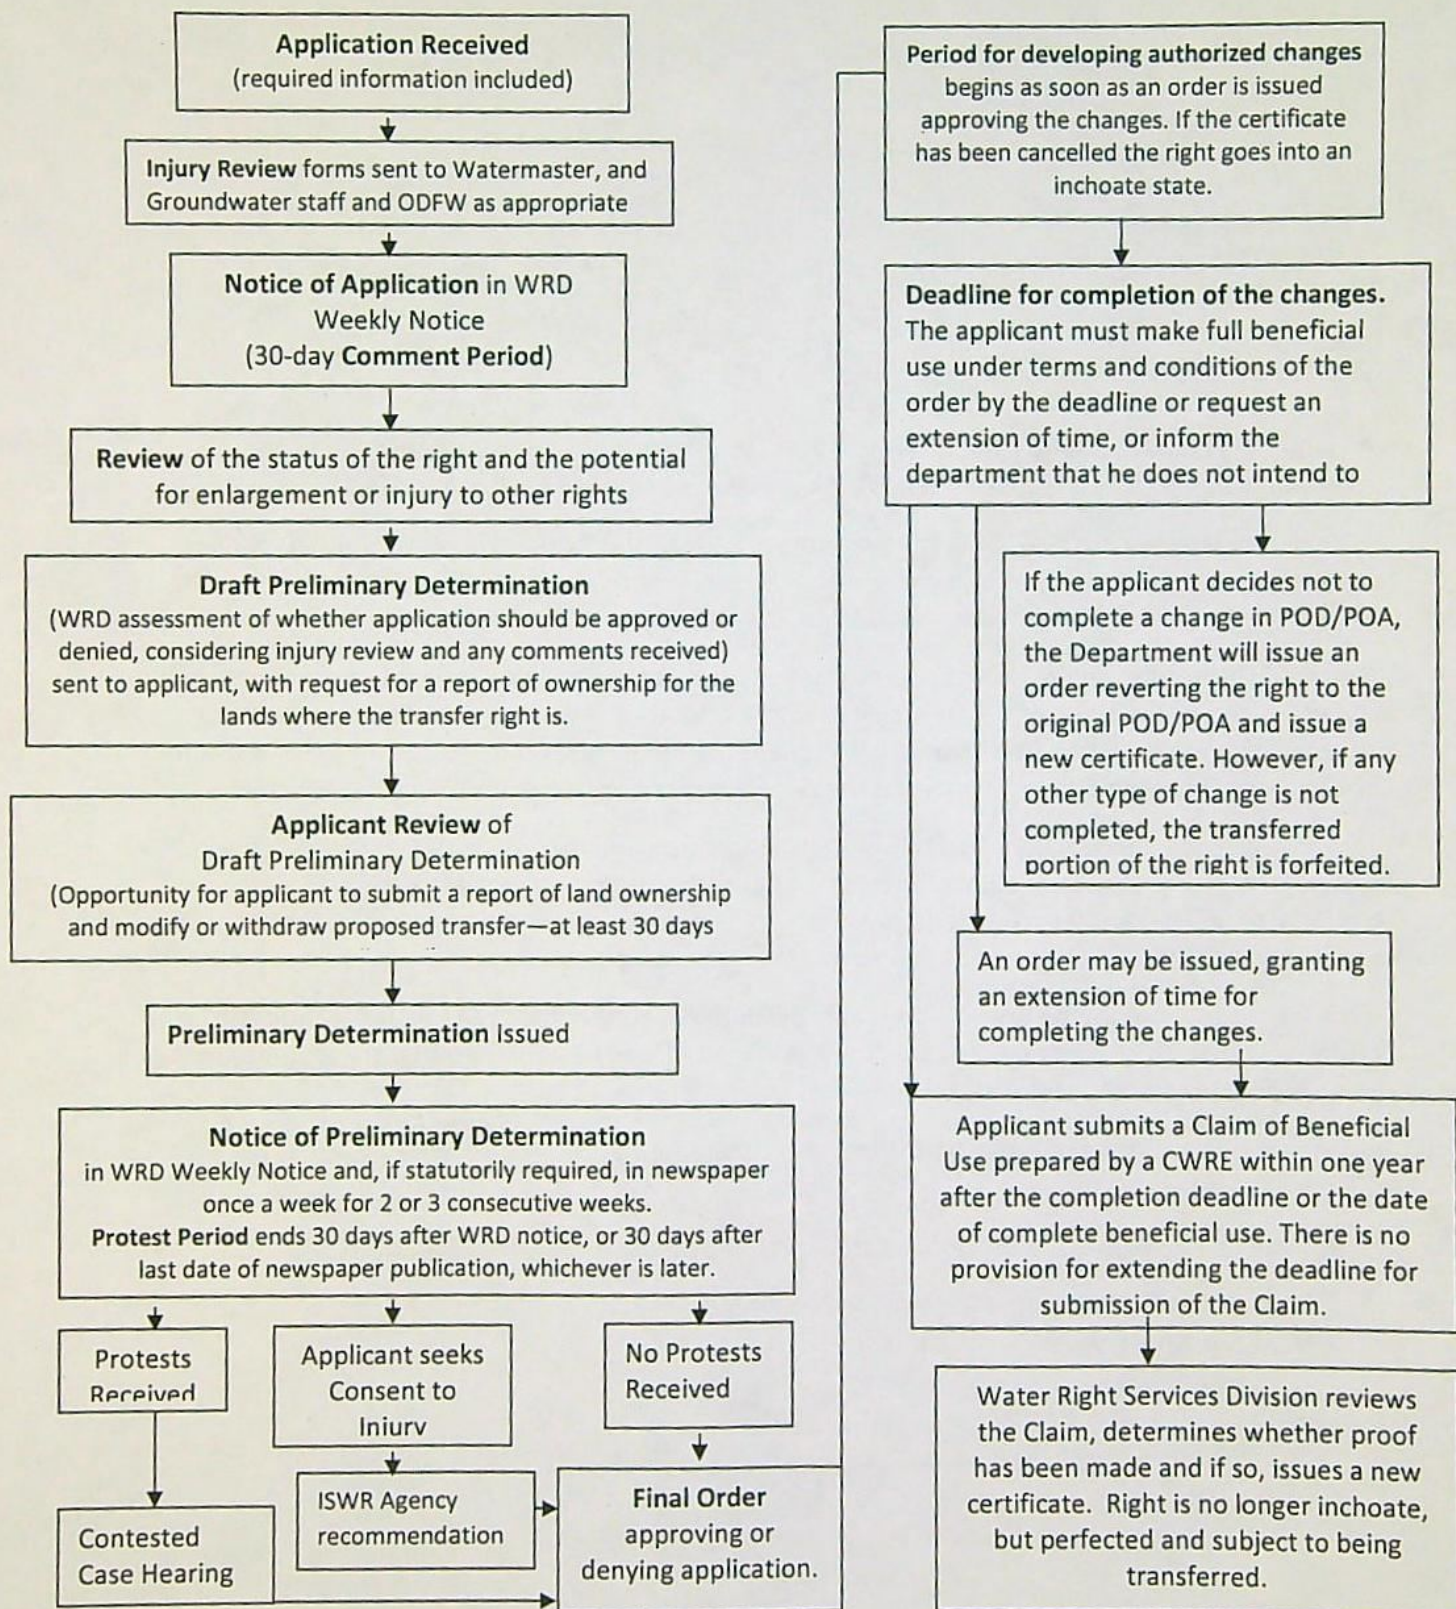 Application Received
(required information included)
Injury Review forms sent to Watermaster, and
Groundwater staff and ODFW as appropriate
Notice of Application in WRD
Weekly Notice
(30-day Comment Period)
Review of the status of the right and the potential
for enlargement or injury to other rights
Draft Preliminary Determination
(WRD assessment of whether application should be approved or
denied, considering injury review and any comments received)
sent to applicant, with request for a report of ownership for the
lands where the transfer right is.
Applicant Review of
Draft Preliminary Determination
(Opportunity for applicant to submit a report of land ownership
and modify or withdraw proposed transfer—at least 30 days
Preliminary Determination Issued
Notice of Preliminary Determination
in WRD Weekly Notice and, if statutorily required, in newspaper
once a week for 2 or 3 consecutive weeks.
Protest Period ends 30 days after WRD notice, or 30 days after
last date of newspaper publication, whichever is later.
Protests
Received
Applicant seeks
Consent to
Injury
No Protests
Received
Contested
Case Hearing
ISWR Agency
recommendation
Final Order
approving or
denying application.
Period for developing authorized changes
begins as soon as an order is issued
approving the changes. If the certificate
has been cancelled the right goes into an
inchoate state.
Deadline for completion of the changes.
The applicant must make full beneficial
use under terms and conditions of the
order by the deadline or request an
extension of time, or inform the
department that he does not intend to
If the applicant decides not to
complete a change in POD/POA,
the Department will issue an
order reverting the right to the
original POD/POA and issue a
new certificate. However, if any
other type of change is not
completed, the transferred
portion of the right is forfeited.
An order may be issued, granting
an extension of time for
completing the changes.
Applicant submits a Claim of Beneficial
Use prepared by a CWRE within one year
after the completion deadline or the date
of complete beneficial use. There is no
provision for extending the deadline for
submission of the Claim.
Water Right Services Division reviews
the Claim, determines whether proof
has been made and if so, issues a new
certificate. Right is no longer inchoate,
but perfected and subject to being
transferred.